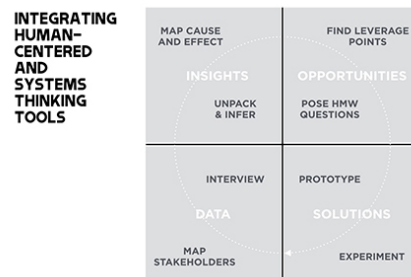 INTEGRATING
HUMAN-
CENTERED
AND
SYSTEMS
THINKING
TOOLS
MAP CAUSE
AND EFFECT
FIND LEVERAGE
POINTS
INSIGHTS
OPPORTUNITIES
UNPACK
& INFER
POSE HMW
QUESTIONS
INTERVIEW
PROTOTYPE
DATA
SOLUTIONS
MAP
STAKEHOLDERS
EXPERIMENT